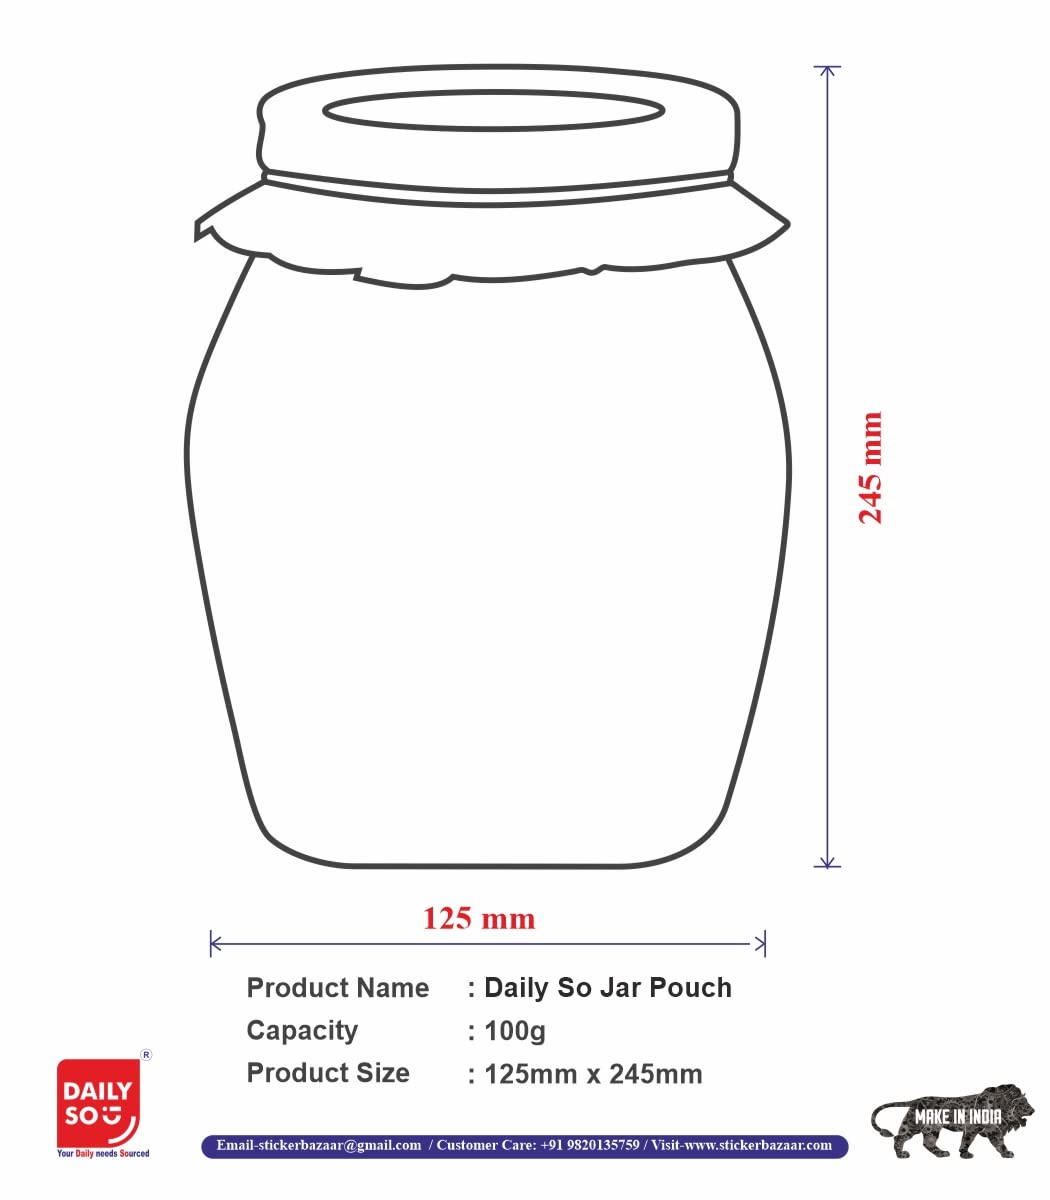 245 mm
125 mm
Product Name : Daily So Jar Pouch
Capacity : 100g
Product Size : 125mm x 245mm
®
DAILY
SO
Your Daily needs Sourced
Email-stickerbazaar@gmail.com / Customer Care: +91 9820135759 / Visit-www.stickerbazaar.com
MAKE IN INDIA